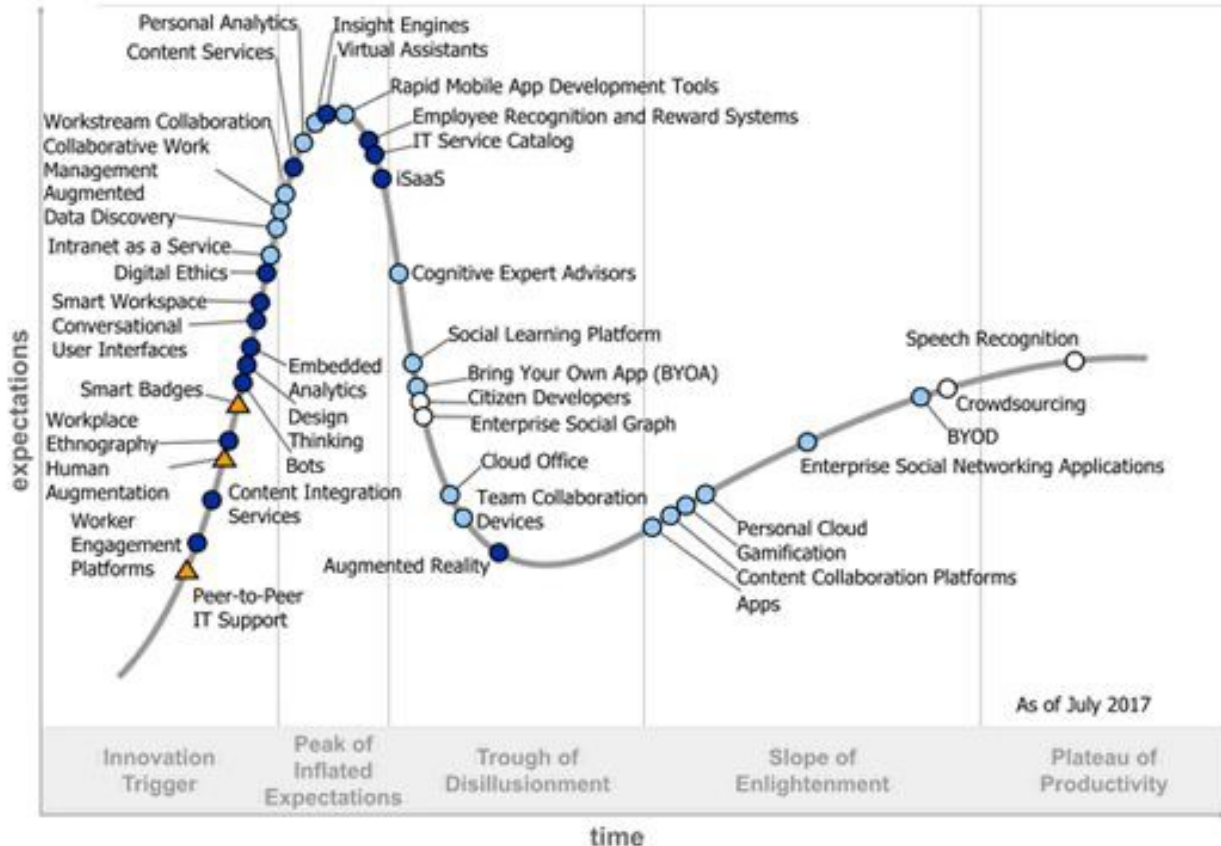 Personal Analytics
Insight Engines
Content Services
Virtual Assistants
Rapid Mobile App Development Tools
Workstream Collaboration
Employee Recognition and Reward Systems
Collaborative Work
Management
IT Service Catalog
iSaaS
Augmented
Data Discovery
Intranet as a Service
Digital Ethics
Cognitive Expert Advisors
Smart Workspace
Conversational
User Interfaces
Embedded
Analytics
Smart Badges
Design
Thinking
Workplace
Ethnography
Bots
Human
Augmentation
Content Integration
Services
Worker
Engagement
Platforms
Peer-to-Peer
IT Support
Social Learning Platform
Bring Your Own App (BYOA)
Citizen Developers
Enterprise Social Graph
Cloud Office
Team Collaboration
Devices
Augmented Reality
Speech Recognition
Crowdsourcing
BYOD
Enterprise Social Networking Applications
Personal Cloud
Gamification
Content Collaboration Platforms
Apps
expectations
As of July 2017
Innovation
Trigger
Peak of
Inflated
Expectations
Trough of
Disillusionment
Slope of
Enlightenment
Plateau of
Productivity
time